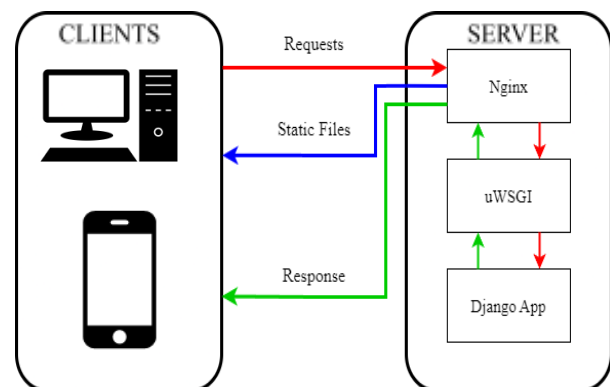 CLIENTS
SERVER
Requests
Nginx
Static Files
uWSGI
Response
Django App